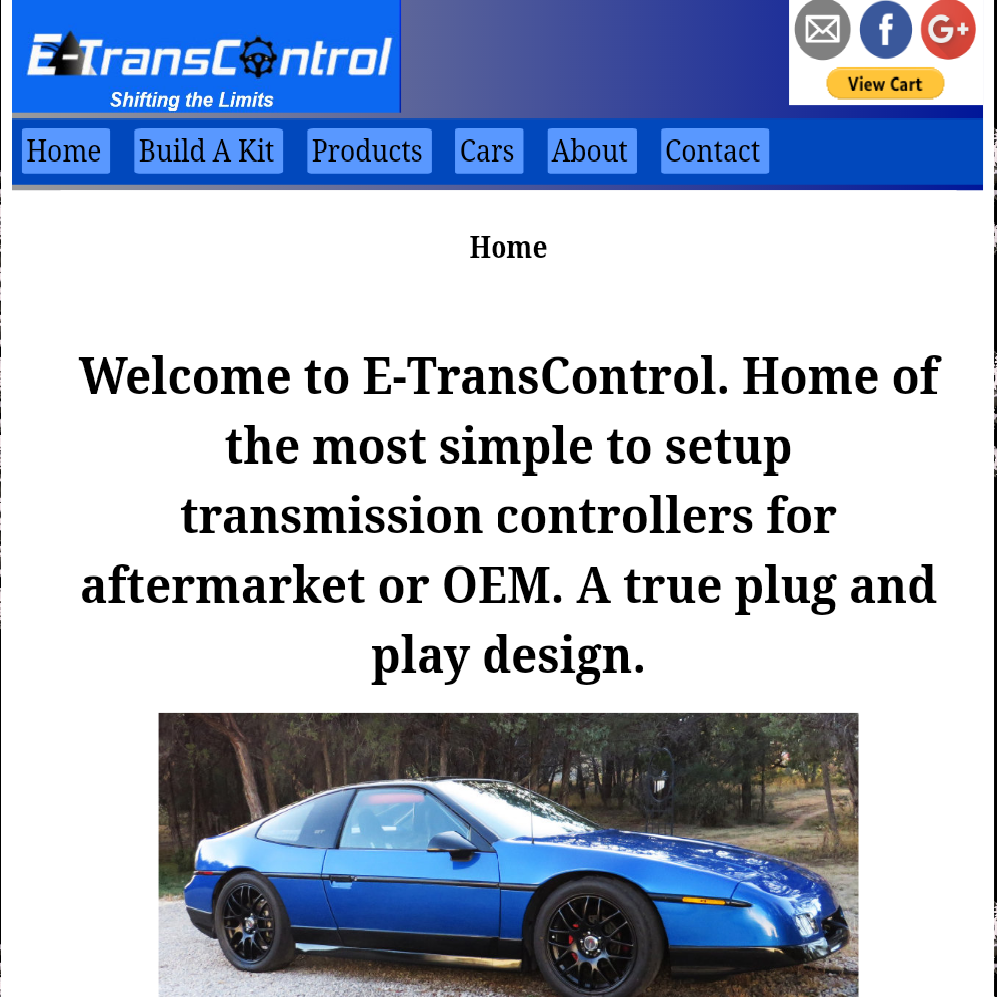 E-TransControl
Shifting the Limits
f
G+
View Cart
Home Build A Kit Products Cars About Contact
Home
Welcome to E-TransControl. Home of
the most simple to setup
transmission controllers for
aftermarket or OEM. A true plug and
play design.